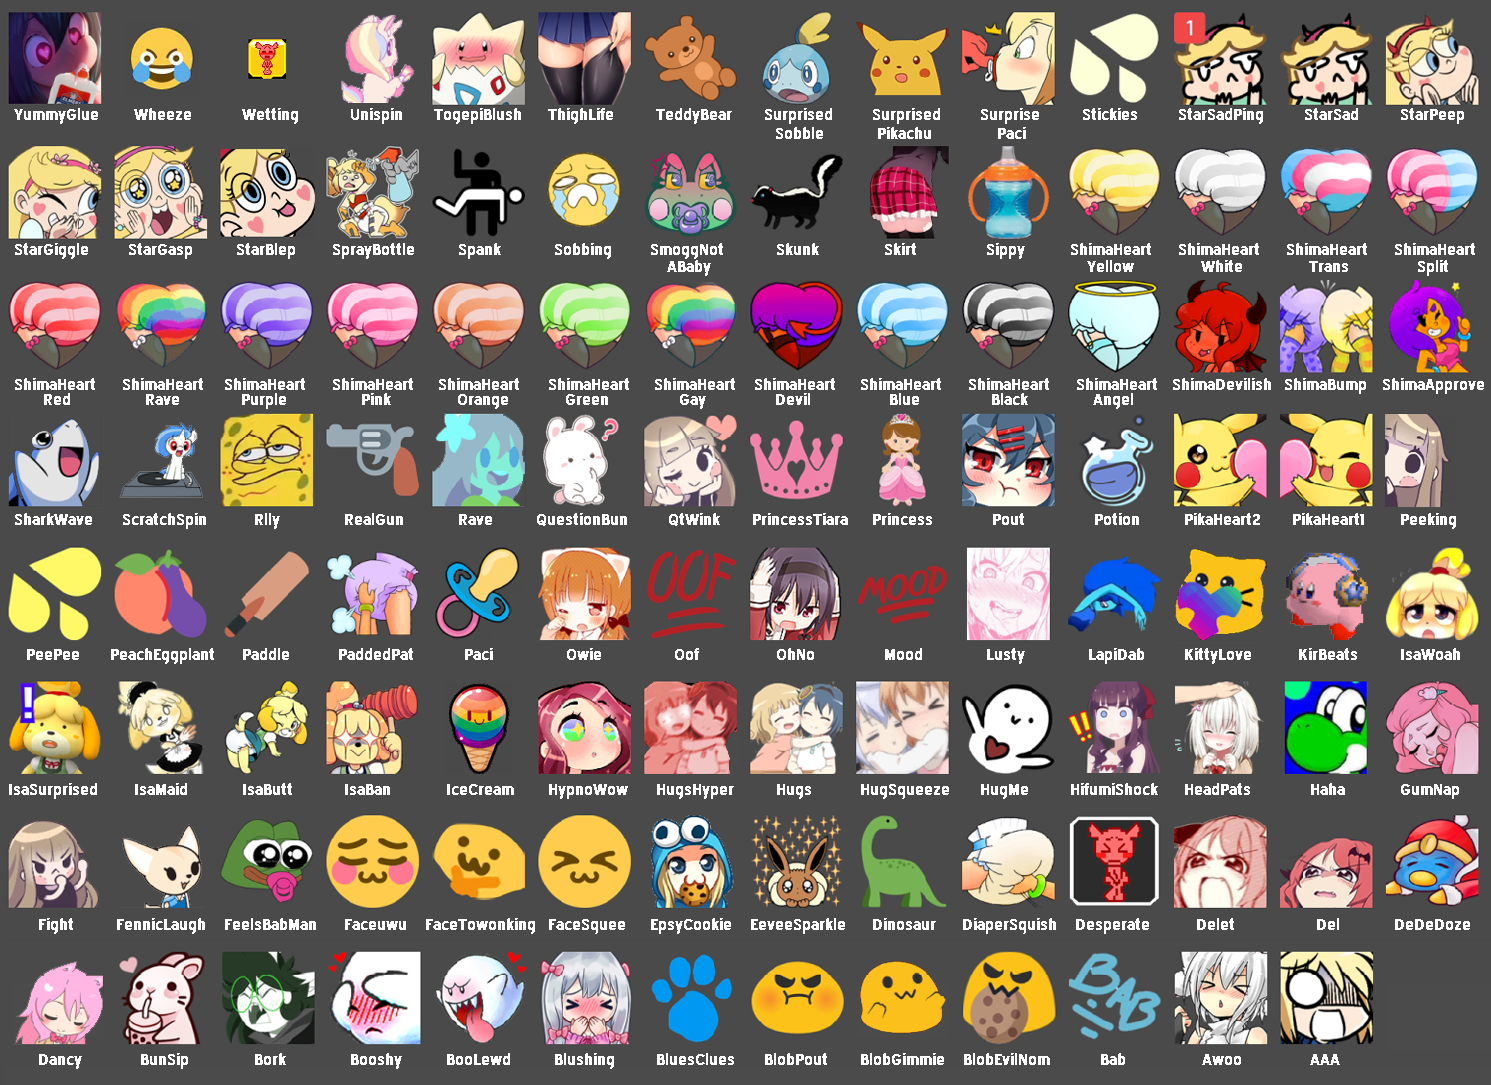 1
YummyGlue Wheeze Wetting Unispin TogepiBlush ThighLife TeddyBear Surprised Surprised Surprise Stickies StarSadPing StarSad StarPeep
Sobble Pikachu Paci
StarGiggle StarGasp StarBlep SprayBottle Spank Sobbing SmoggNot Skunk Skirt Sippy ShimaHeart ShimaHeart ShimaHeart ShimaHeart
ABaby Yellow White Trans Split
ShimaHeart ShimaHeart ShimaHeart ShimaHeart ShimaHeart ShimaHeart ShimaHeart ShimaHeart ShimaHeart ShimaHeart ShimaHeart ShimaDevilish ShimaBump ShimaApprove
Red Rave Purple Pink Orange Green Gay Devil Blue Black Angel
SharkWave ScratchSpin Rlly RealGun Rave QuestionBun QtWink PrincessTiara Princess Pout Potion PikaHeart2 PikaHeart1 Peeking
OOF MOOD
PeePee PeachEggplant Paddle PaddedPat Paci Owie Oof OhNo Mood Lusty LapiDab KittyLove KirBeats IsaWoah
IsaSurprised IsaMaid IsaButt IsaBan IceCream HypnoWow HugsHyper Hugs HugSqueeze HugMe HifumiShock HeadPats Haha GumNap
Fight FennicLaugh FeelsBabMan Faceuwu FaceTowonking FaceSquee EpsyCookie EeveeSparkle Dinosaur DiaperSquish Desperate Delet Del DeDeDoze
BAB
Dancy BunSip Bork Booshy BooLewd Blushing BluesClues BlobPout BlobGimmie BlobEvilNom Bab Awoo AAA